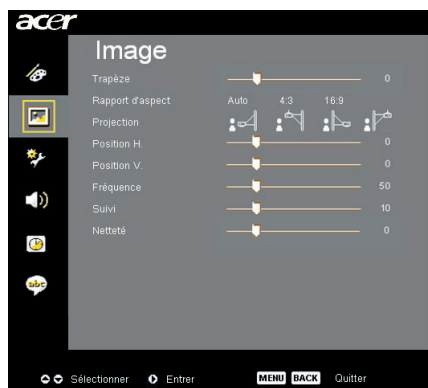 acer
Image
Trapèze 0
Rapport d'aspect Auto 4:3 16:9
Projection
Position H. 0
Position V. 0
Fréquence 50
Suivi 10
Netteté 0
abc
Sélectionner Entrer MENU BACK Quitter